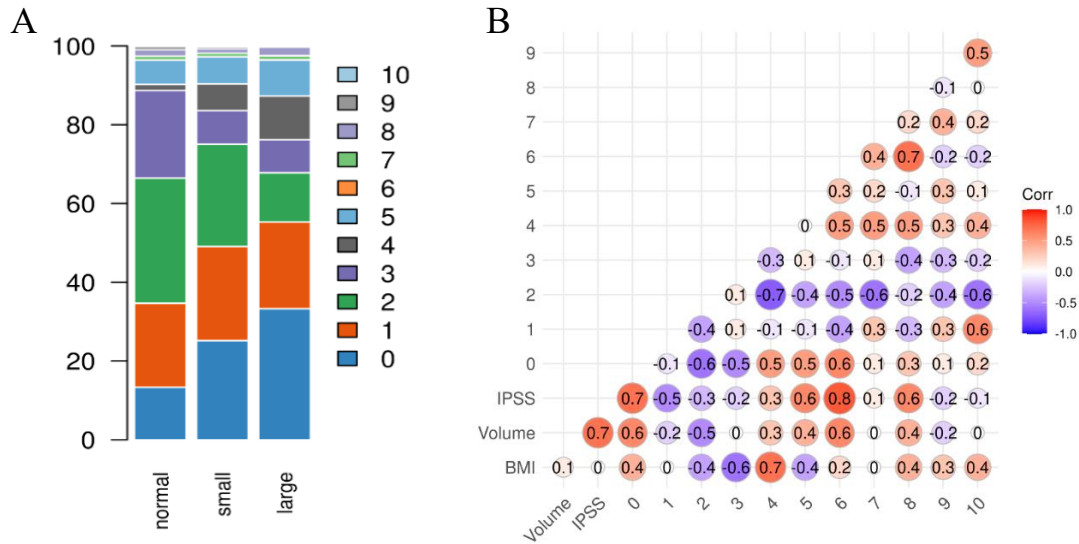 A
B
100
80
60
40
20
0
normal
small
large
10
9
8
7
6
5
4
3
2
1
0
9 0.5
8 -0.1 0
7 0.2 0.4 0.2
6 0.4 0.7 -0.2 -0.2
5 0.3 0.2 -0.1 0.3 0.1
4 0 0.5 0.5 0.5 0.3 0.4
3 -0.3 0.1 -0.1 0.1 -0.4 -0.3 -0.2
2 0.1 -0.7 -0.4 -0.5 -0.6 -0.2 -0.4 -0.6
1 -0.4 0.1 -0.1 -0.1 -0.4 0.3 -0.3 0.3 0.6
0 -0.1 -0.6 -0.5 0.5 0.5 0.6 0.1 0.3 0.1 0.2
IPSS 0.7 -0.5 -0.3 -0.2 0.3 0.6 0.8 0.1 0.6 -0.2 -0.1
Volume 0.7 0.6 -0.2 -0.5 0 0.3 0.4 0.6 0 0.4 -0.2 0
BMI 0.1 0 0.4 0 -0.4 -0.6 0.7 -0.4 0.2 0 0.4 0.3 0.4
Volume IPSS 0 1 2 3 4 5 6 7 8 9 10
Corr
1.0
0.5
0.0
-0.5
-1.0